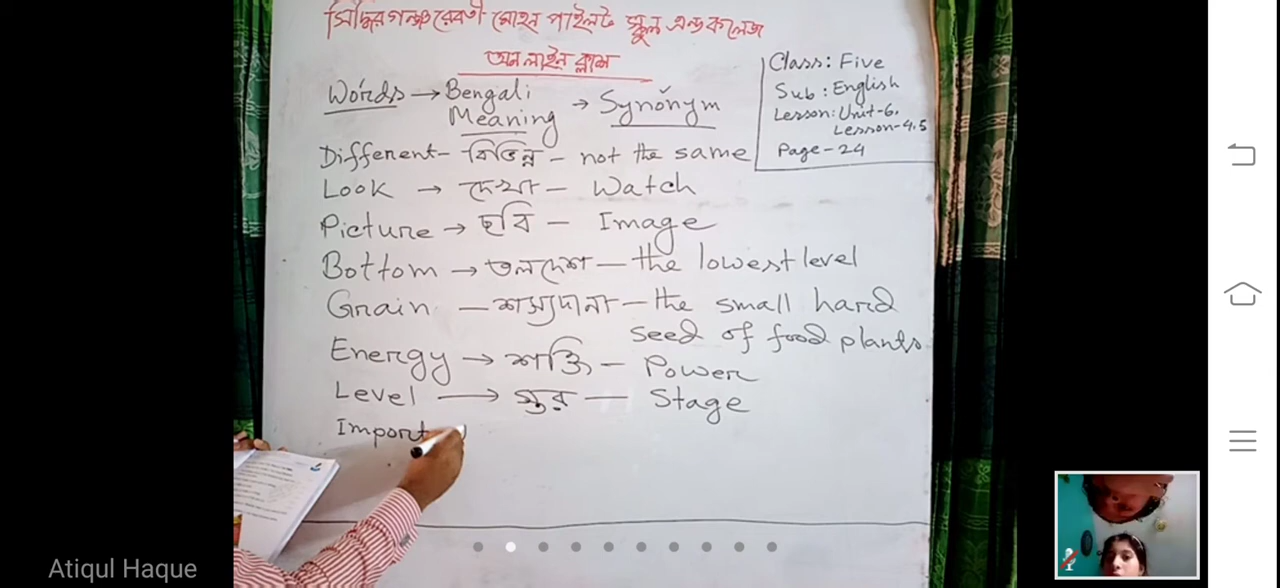 সিদ্ধিরগঞ্জ রেবতী মোহন পাইলট স্কুল এন্ড কলেজ
অনলাইন ক্লাশ
Class: Five
Sub: English
Lesson: Unit-6,
Lesson-4,5
Page-24
Words → Bengali Meaning → Synonym
Different- বিভিন্ন - not the same
Look → দেখা - Watch
Picture → ছবি - Image
Bottom → তলদেশ - the lowest level
Grain - শস্যদানা - the small hard
seed of food plants
Energy → শক্তি - Power
Level → স্তর - Stage
Import
Atiqul Haque